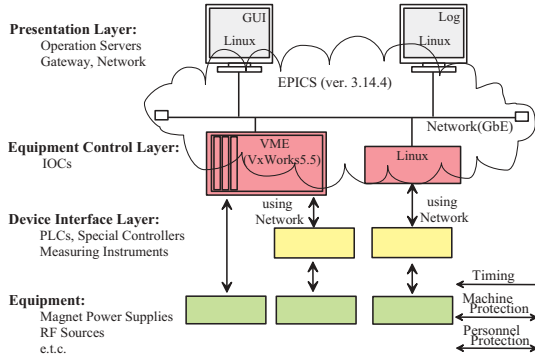 Presentation Layer:
Operation Servers
Gateway, Network
GUI
Linux
Log
Linux
EPICS (ver. 3.14.4)
Network(GbE)
Equipment Control Layer:
IOCs
VME
(VxWorks5.5)
Linux
using
Network
using
Network
Device Interface Layer:
PLCs, Special Controllers
Measuring Instruments
Equipment:
Magnet Power Supplies
RF Sources
e.t.c.
Timing
Machine
Protection
Personnel
Protection